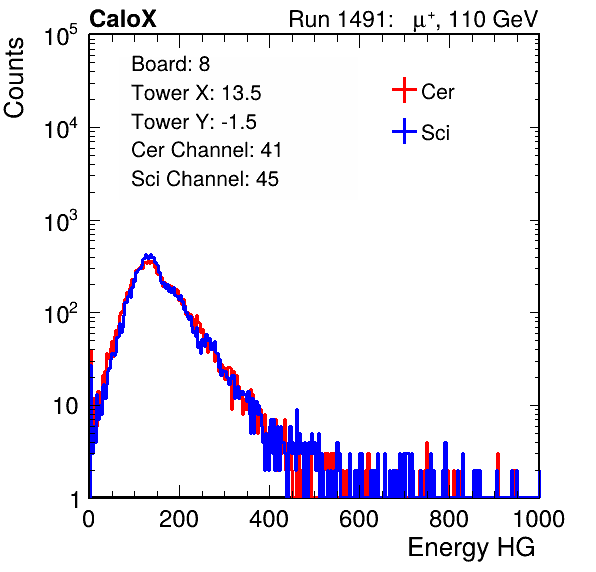 CaloX Run 1491: μ⁺, 110 GeV
Counts
10⁵
10⁴
10³
10²
10
1
Board: 8
Tower X: 13.5
Tower Y: -1.5
Cer Channel: 41
Sci Channel: 45
Cer
Sci
0 200 400 600 800 1000
Energy HG